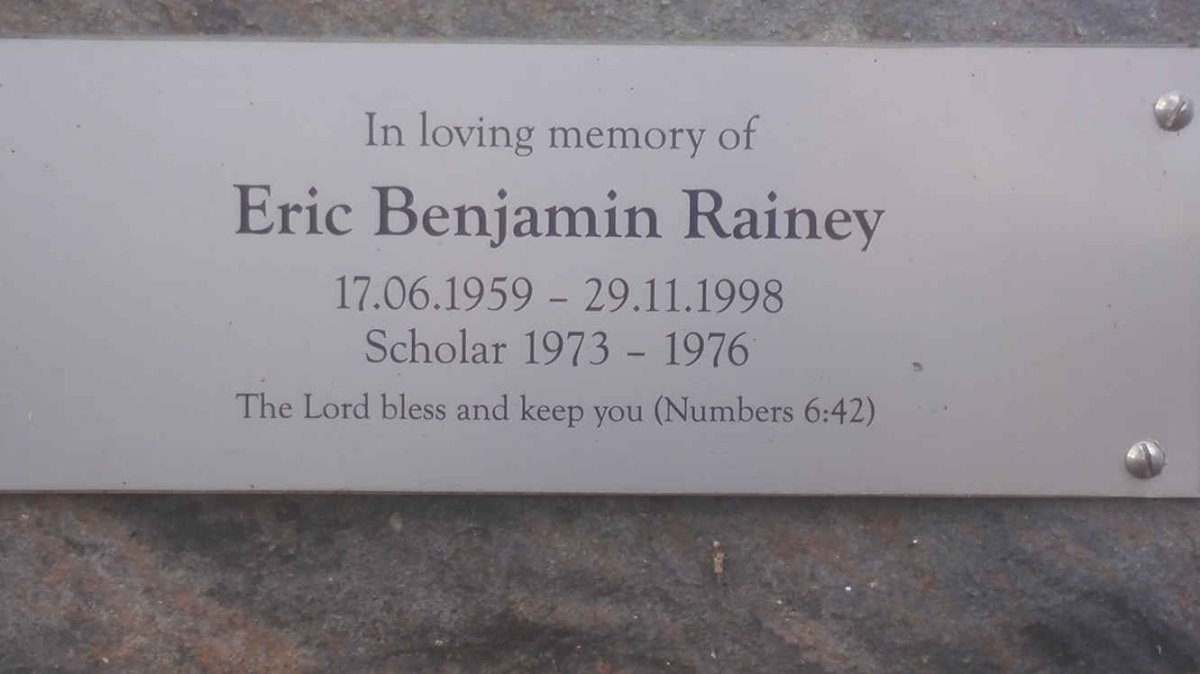 In loving memory of
Eric Benjamin Rainey
17.06.1959 – 29.11.1998
Scholar 1973 – 1976
The Lord bless and keep you (Numbers 6:42)